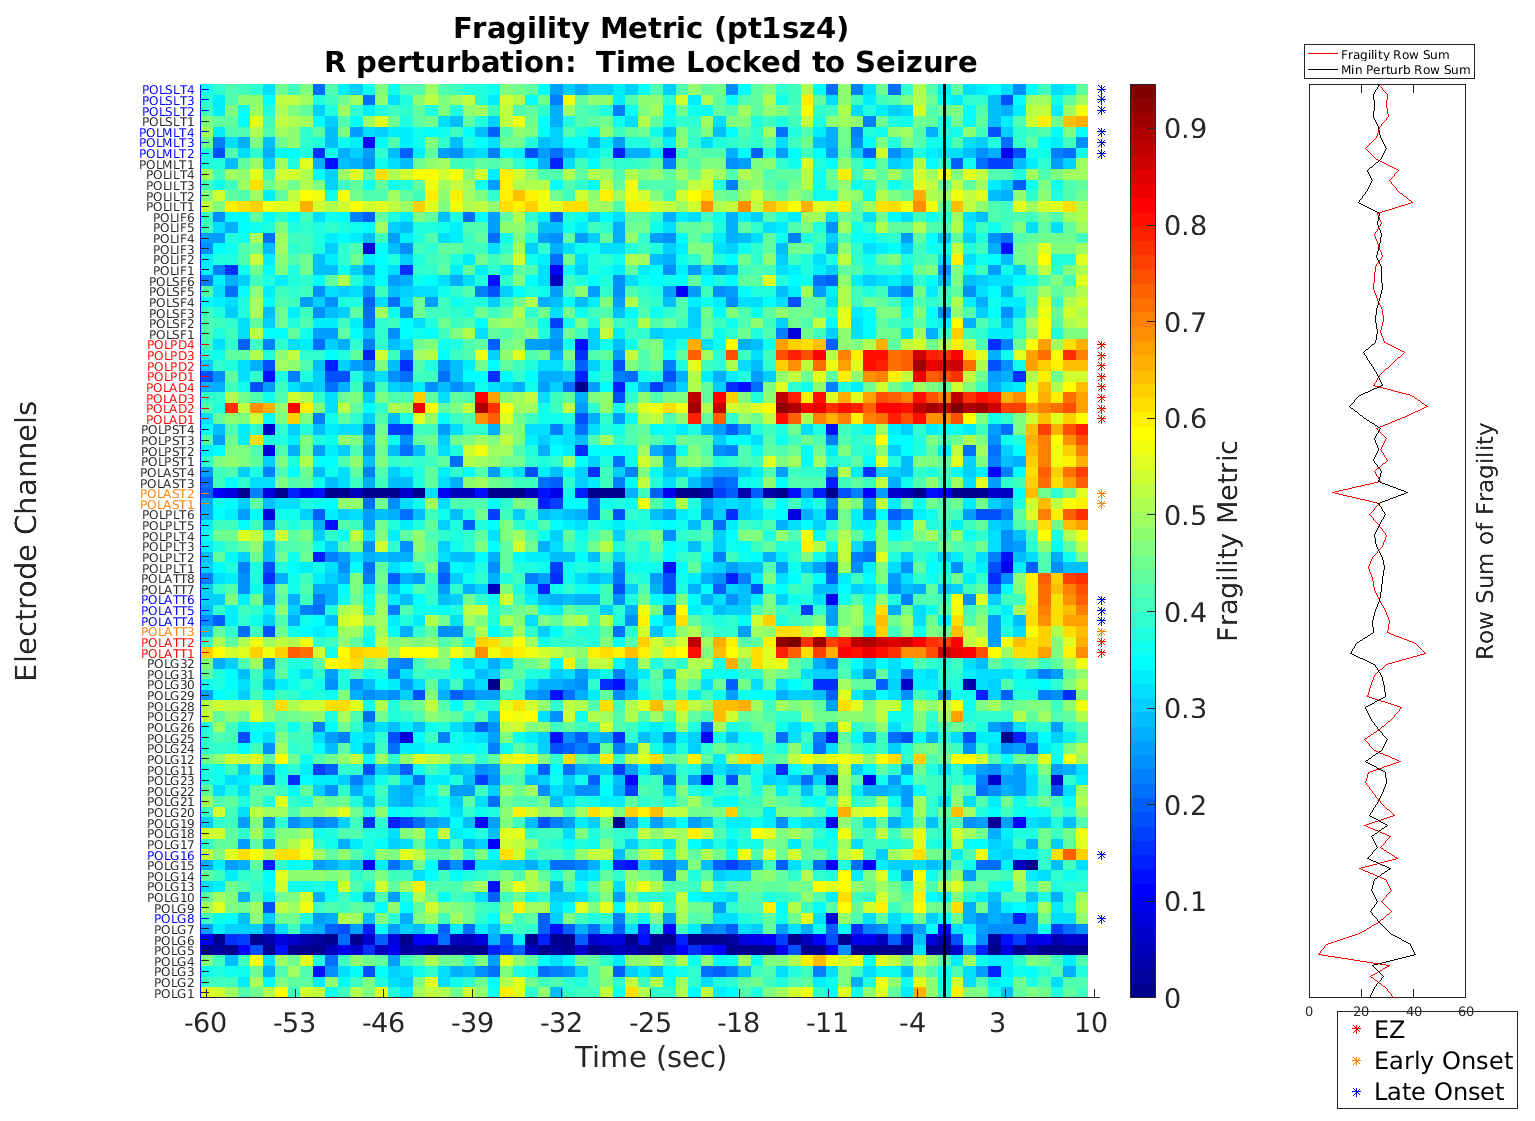 Fragility Metric (pt1sz4)
R perturbation:  Time Locked to Seizure
Electrode Channels
POLSLT4
POLSLT3
POLSLT2
POLSLT1
POLMLT4
POLMLT3
POLMLT2
POLMLT1
POLILT4
POLILT3
POLILT2
POLILT1
POLIF6
POLIF5
POLIF4
POLIF3
POLIF2
POLIF1
POLSF6
POLSF5
POLSF4
POLSF3
POLSF2
POLSF1
POLPD4
POLPD3
POLPD2
POLPD1
POLAD4
POLAD3
POLAD2
POLAD1
POLPST4
POLPST3
POLPST2
POLPST1
POLAST4
POLAST3
POLAST2
POLAST1
POLPLT6
POLPLT5
POLPLT4
POLPLT3
POLPLT2
POLPLT1
POLATT8
POLATT7
POLATT6
POLATT5
POLATT4
POLATT3
POLATT2
POLATT1
POLG32
POLG31
POLG30
POLG29
POLG28
POLG27
POLG26
POLG25
POLG24
POLG12
POLG11
POLG23
POLG22
POLG21
POLG20
POLG19
POLG18
POLG17
POLG16
POLG15
POLG14
POLG13
POLG10
POLG9
POLG8
POLG7
POLG6
POLG5
POLG4
POLG3
POLG2
POLG1
-60 -53 -46 -39 -32 -25 -18 -11 -4 3 10
Time (sec)
0.9
0.8
0.7
0.6
0.5
0.4
0.3
0.2
0.1
0
Fragility Metric
Fragility Row Sum
Min Perturb Row Sum
0 20 40 60
Row Sum of Fragility
EZ
Early Onset
Late Onset